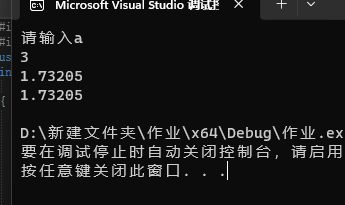 Microsoft Visual Studio 调试
#i
#i
us
in
{
请输入a
3
1.73205
1.73205
D:\新建文件夹\作业\x64\Debug\作业.ex
要在调试停止时自动关闭控制台，请启用
按任意键关闭此窗口. . .